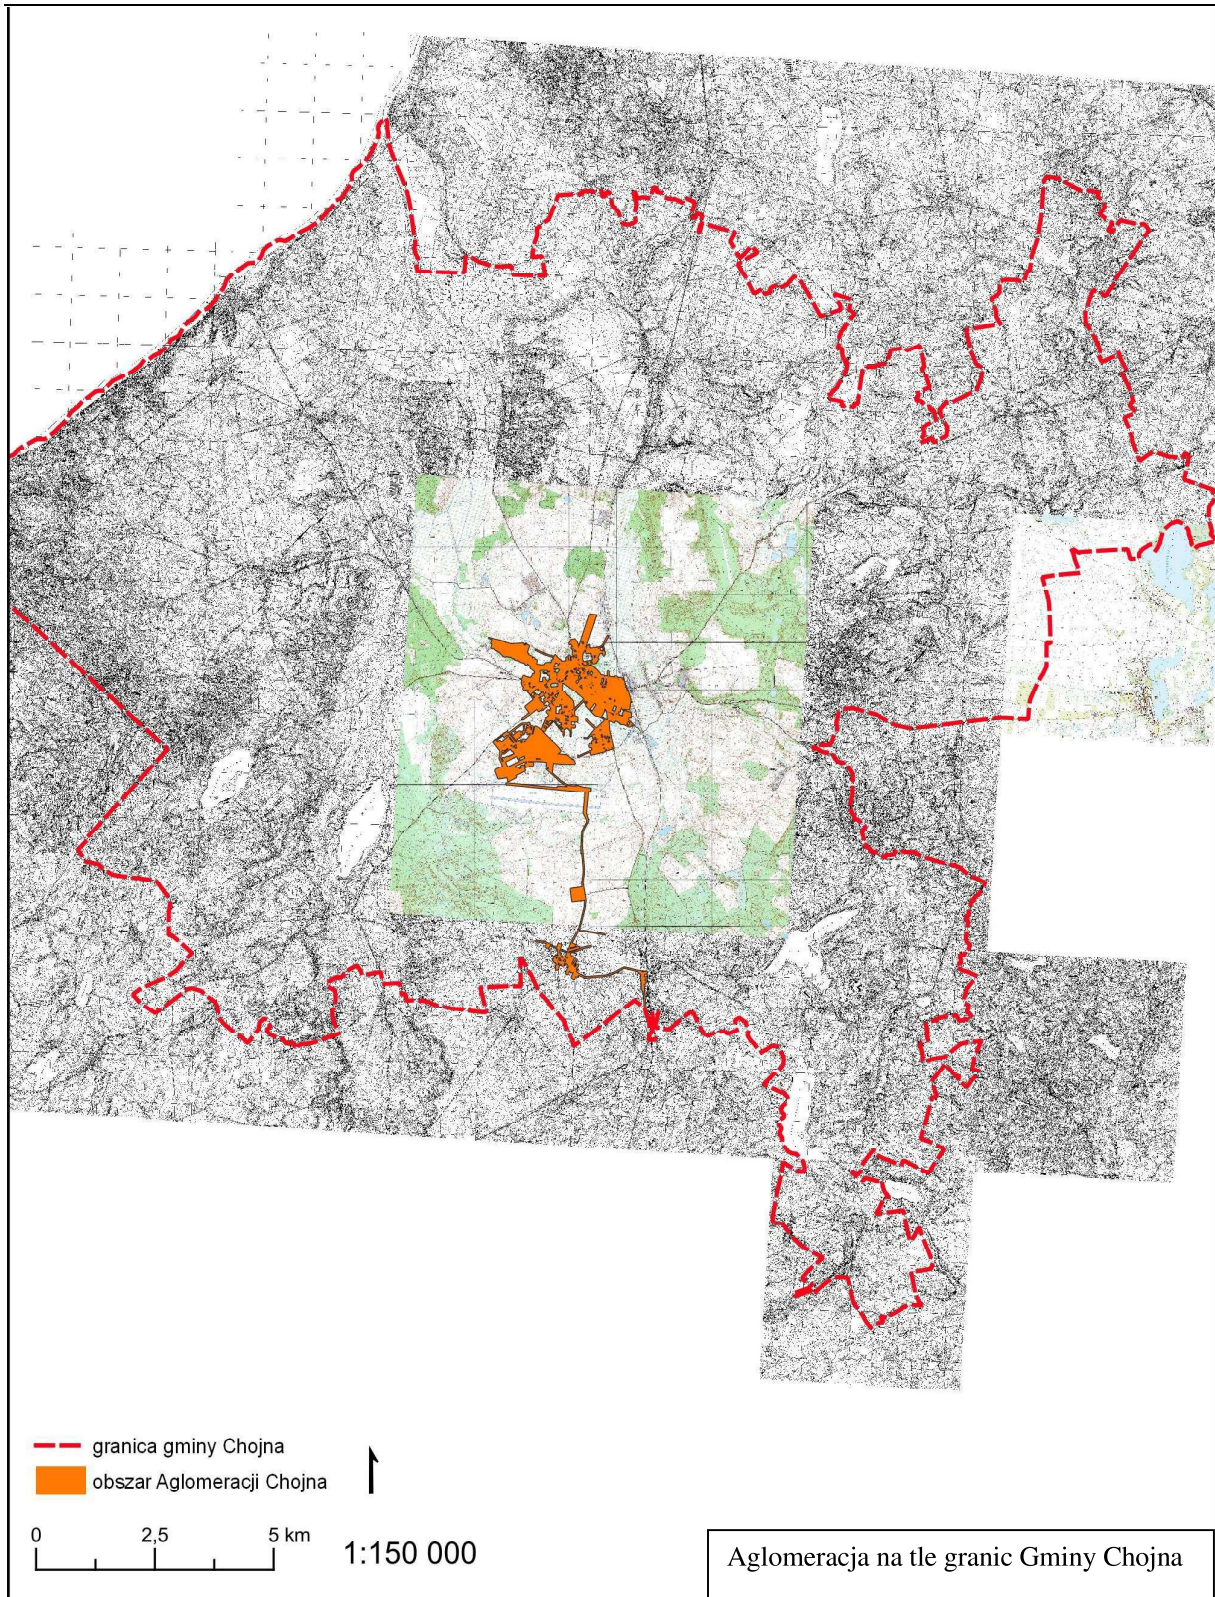 granica gminy Chojna
obszar Aglomeracji Chojna
0 2,5 5 km
1:150 000
Aglomeracja na tle granic Gminy Chojna